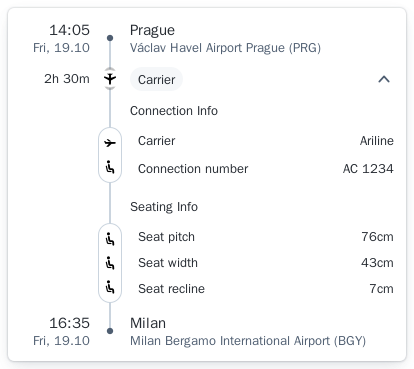 14:05 Prague
Fri, 19.10 Václav Havel Airport Prague (PRG)
2h 30m Carrier
Connection Info
Carrier Ariline
Connection number AC 1234
Seating Info
Seat pitch 76cm
Seat width 43cm
Seat recline 7cm
16:35 Milan
Fri, 19.10 Milan Bergamo International Airport (BGY)